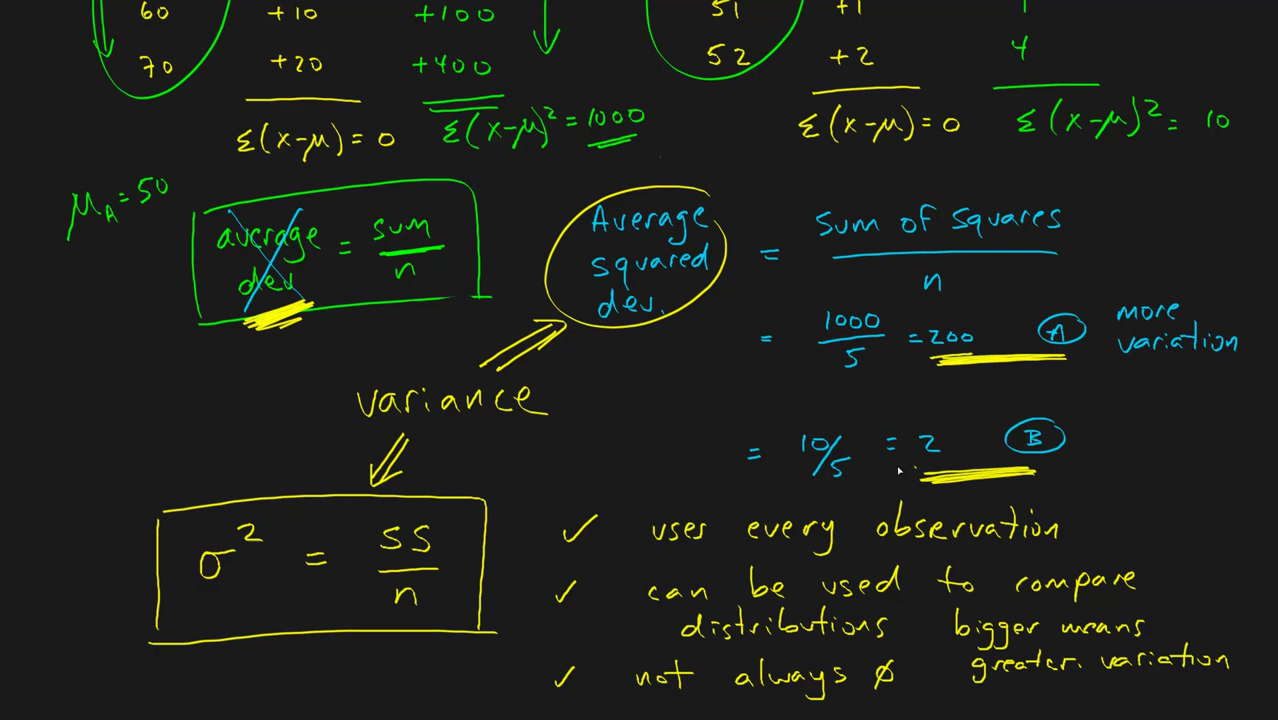 60 +10 +100 51 +1 1
70 +20 +400 52 +2 4
Σ(x-μ) = 0 Σ(x-μ)² = 1000 Σ(x-μ) = 0 Σ(x-μ)² = 10
μA = 50
average dev = sum / n
Average squared dev. = sum of squares / n
= 1000 / 5 = 200 A more variation
variance
= 10/5 = 2 B
σ² = SS / n
✓ uses every observation
✓ can be used to compare
distributions bigger means
greater. variation
✓ not always ø